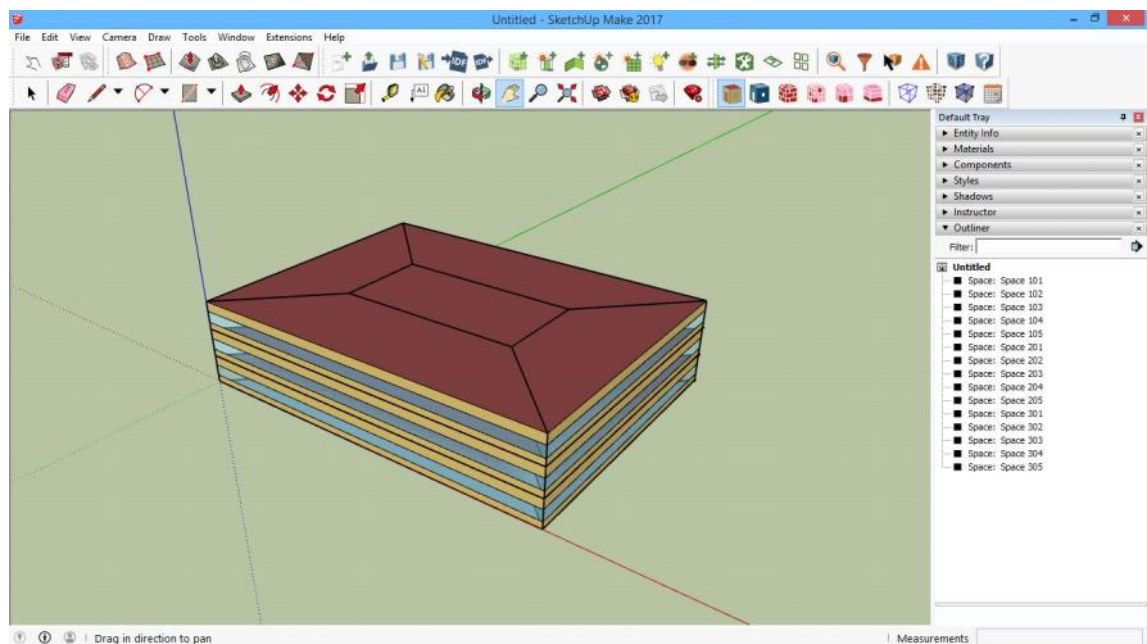 Untitled - SketchUp Make 2017
File Edit View Camera Draw Tools Window Extensions Help
IDF IDF
A1
Default Tray
Entity Info
Materials
Components
Styles
Shadows
Instructor
Outliner
Filter:
Untitled
Space: Space 101
Space: Space 102
Space: Space 103
Space: Space 104
Space: Space 105
Space: Space 201
Space: Space 202
Space: Space 203
Space: Space 204
Space: Space 205
Space: Space 301
Space: Space 302
Space: Space 303
Space: Space 304
Space: Space 305
Drag in direction to pan
Measurements